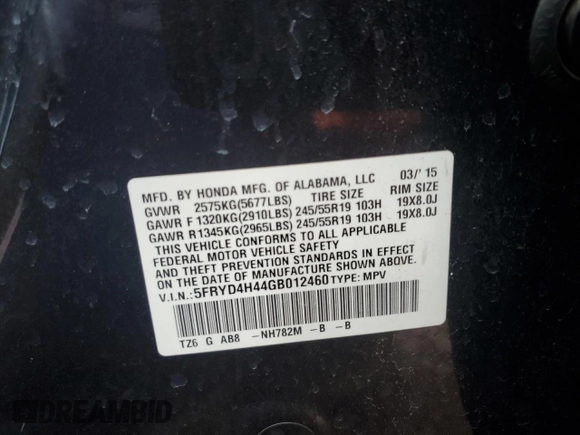 MFD. BY HONDA MFG. OF ALABAMA, LLC 03/'15
GVWR 2575KG(5677LBS) TIRE SIZE RIM SIZE
GAWR F 1320KG(2910LBS) 245/55R19 103H 19X8.0J
GAWR R1345KG(2965LBS) 245/55R19 103H 19X8.0J
THIS VEHICLE CONFORMS TO ALL APPLICABLE
FEDERAL MOTOR VEHICLE SAFETY
AND THEFT PREVENTION STANDARDS IN EFFECT
ON THE DATE OF MANUFACTURE SHOWN ABOVE.
V.I.N.:5FRYD4H44GB012460 TYPE: MPV
TZ6 G AB8 -NH782M -B -B
DREAMBID